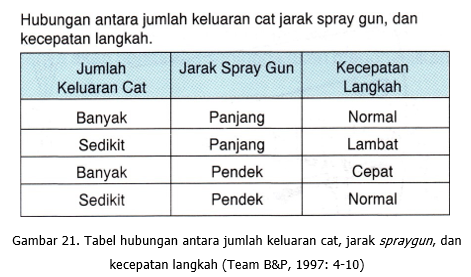 Hubungan antara jumlah keluaran cat jarak spray gun, dan
kecepatan langkah.
Jumlah Keluaran Cat | Jarak Spray Gun | Kecepatan Langkah
Banyak | Panjang | Normal
Sedikit | Panjang | Lambat
Banyak | Pendek | Cepat
Sedikit | Pendek | Normal
Gambar 21. Tabel hubungan antara jumlah keluaran cat, jarak spraygun, dan
kecepatan langkah (Team B&P, 1997: 4-10)